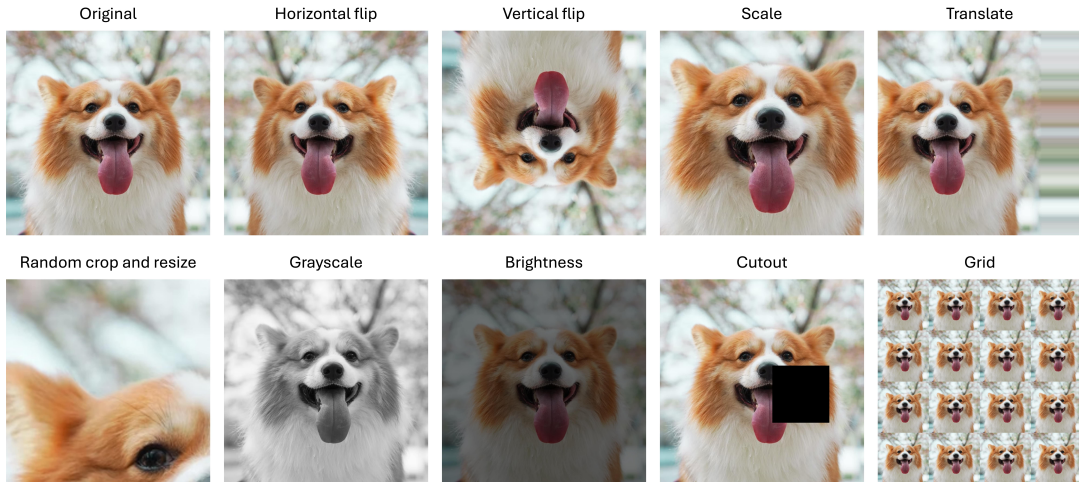 Original
Horizontal flip
Vertical flip
Scale
Translate
Random crop and resize
Grayscale
Brightness
Cutout
Grid